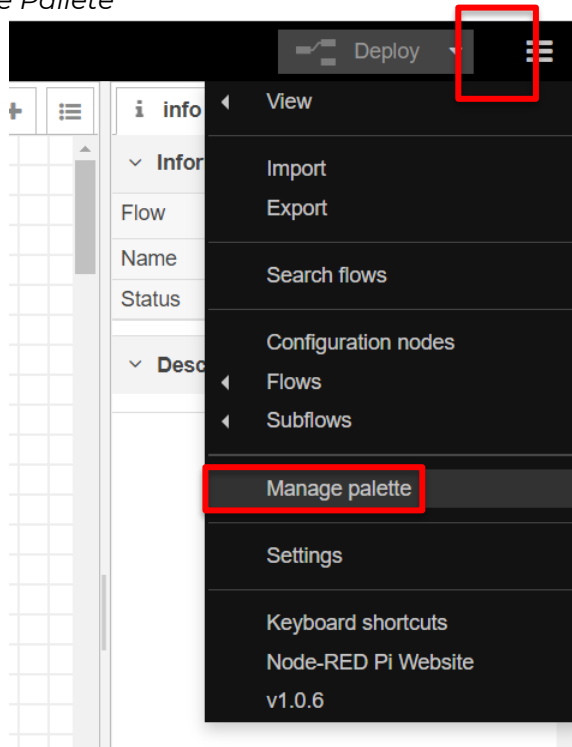 e Pallete
Deploy
info
View
Infor
Import
Flow
Export
Name
Search flows
Status
Configuration nodes
Desc
Flows
Subflows
Manage palette
Settings
Keyboard shortcuts
Node-RED Pi Website
v1.0.6